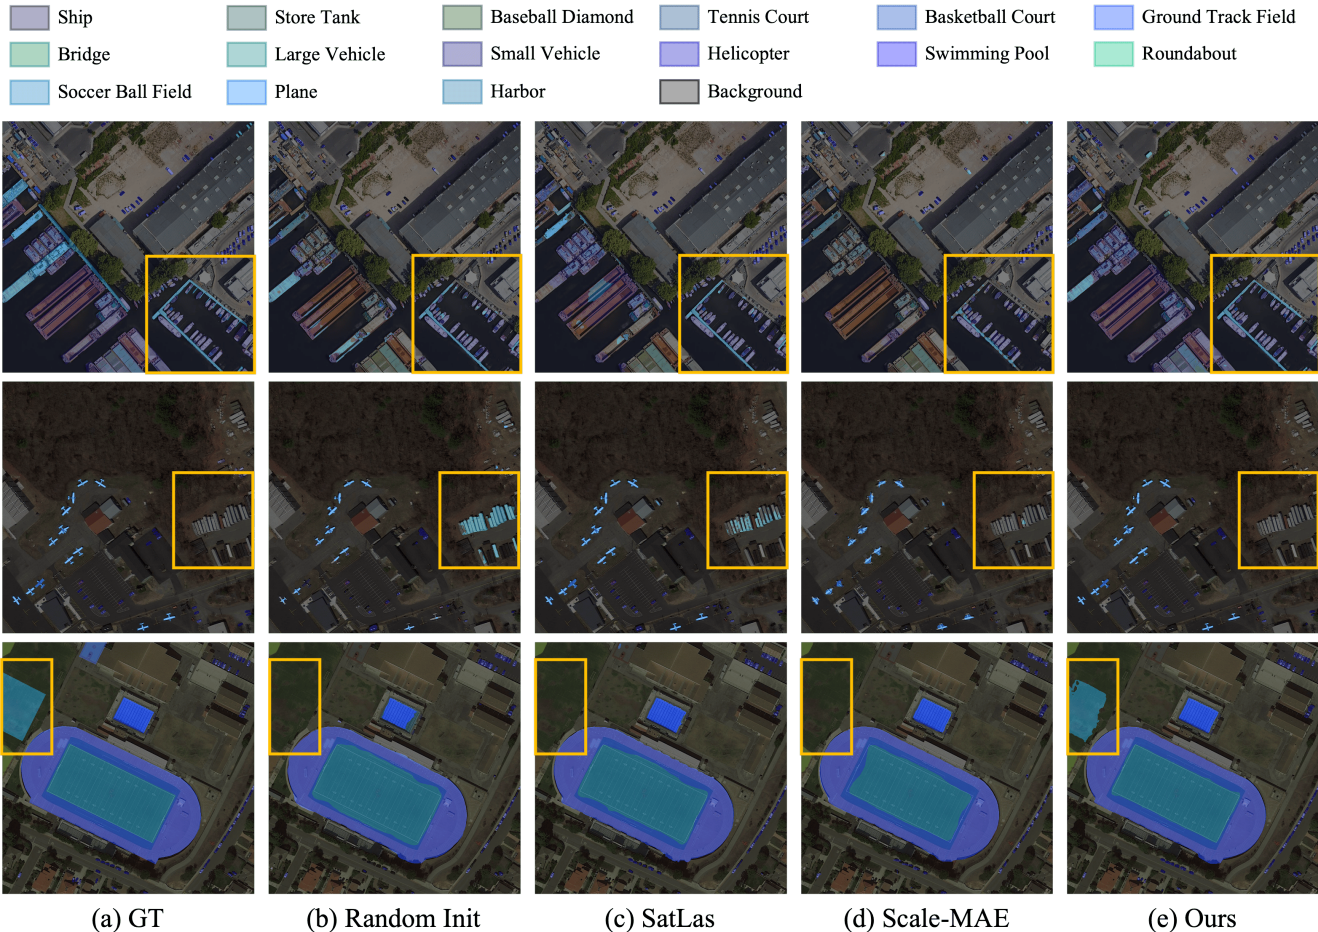 Ship Store Tank Baseball Diamond Tennis Court Basketball Court Ground Track Field
Bridge Large Vehicle Small Vehicle Helicopter Swimming Pool Roundabout
Soccer Ball Field Plane Harbor Background
(a) GT (b) Random Init (c) SatLas (d) Scale-MAE (e) Ours